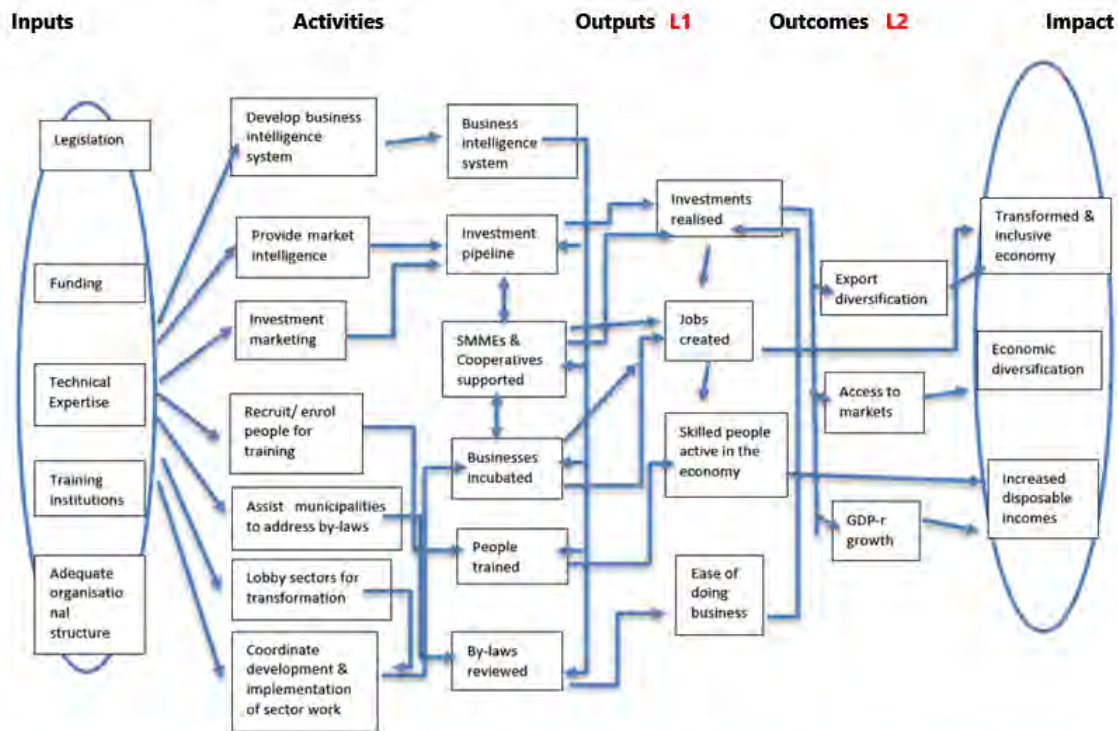 Inputs Activities Outputs L1 Outcomes L2 Impact
Legislation
Funding
Technical
Expertise
Training
Institutions
Adequate
organisatio
nal
structure
Develop business
intelligence
system
Provide market
intelligence
Investment
marketing
Recruit/ enrol
people for
training
Assist municipalities
to address by-laws
Lobby sectors for
transformation
Coordinate
development &
implementation
of sector work
Business
intelligence
system
Investment
pipeline
SMMEs &
Cooperatives
supported
Businesses
incubated
People
trained
By-laws
reviewed
Investments
realised
Jobs
created
Skilled people
active in the
economy
Ease of
doing
business
Export
diversification
Access to
markets
GDP-r
growth
Transformed &
inclusive
economy
Economic
diversification
Increased
disposable
incomes